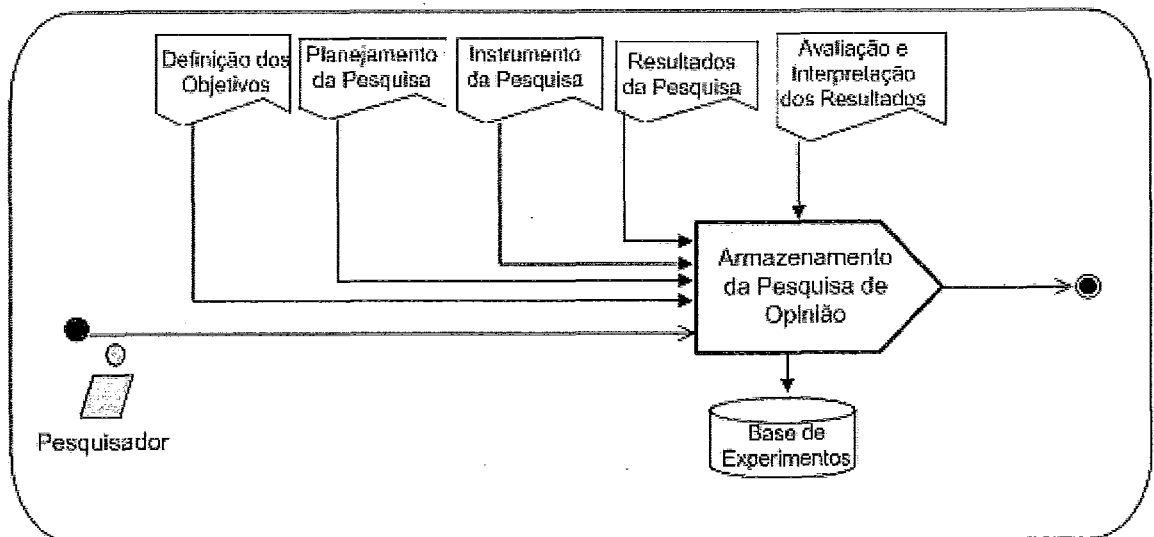 Definição dos
Objetivos
Planejamento
da Pesquisa
Instrumento
da Pesquisa
Resultados
da Pesquisa
Avaliação e
Interpretação
dos Resultados
Armazenamento
da Pesquisa de
Opinião
Pesquisador
Base de
Experimentos